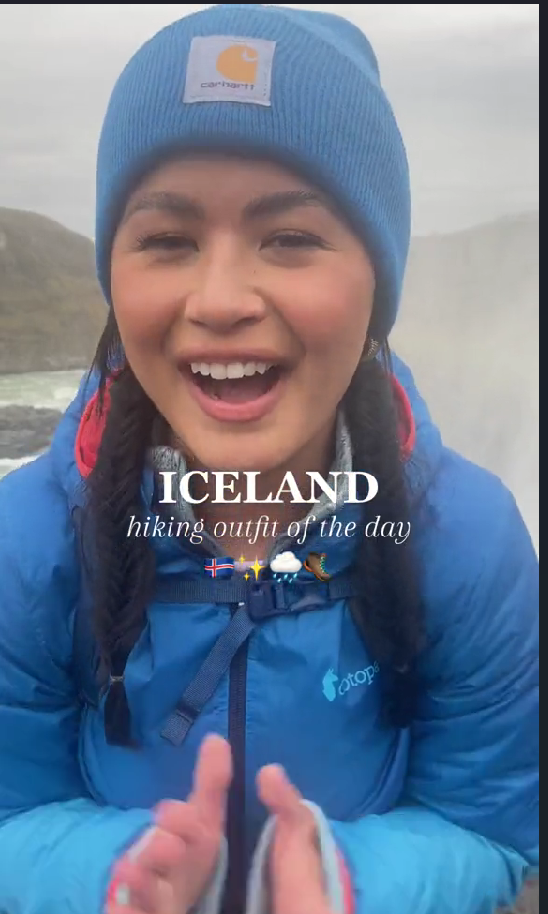 carhartt
ICELAND
hiking outfit of the day
🇮🇸✨🌧️🥾